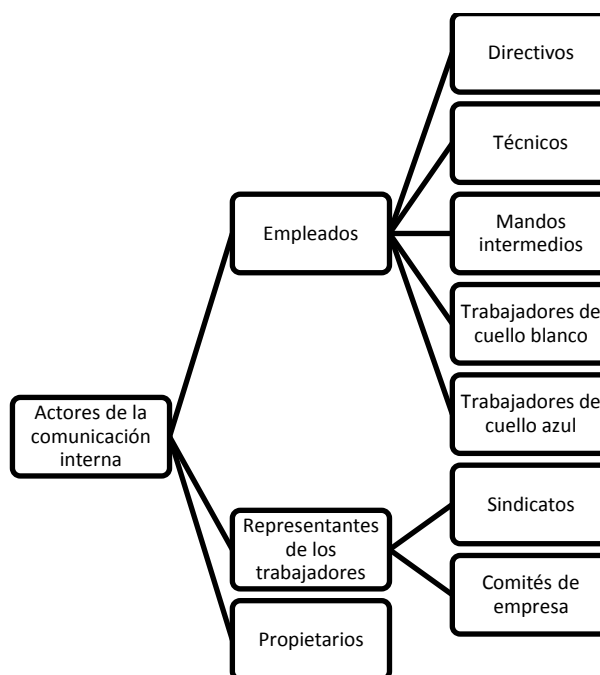 Directivos
Técnicos
Mandos
intermedios
Trabajadores de
cuello blanco
Trabajadores de
cuello azul
Empleados
Actores de la
comunicación
interna
Sindicatos
Comités de
empresa
Representantes
de los
trabajadores
Propietarios